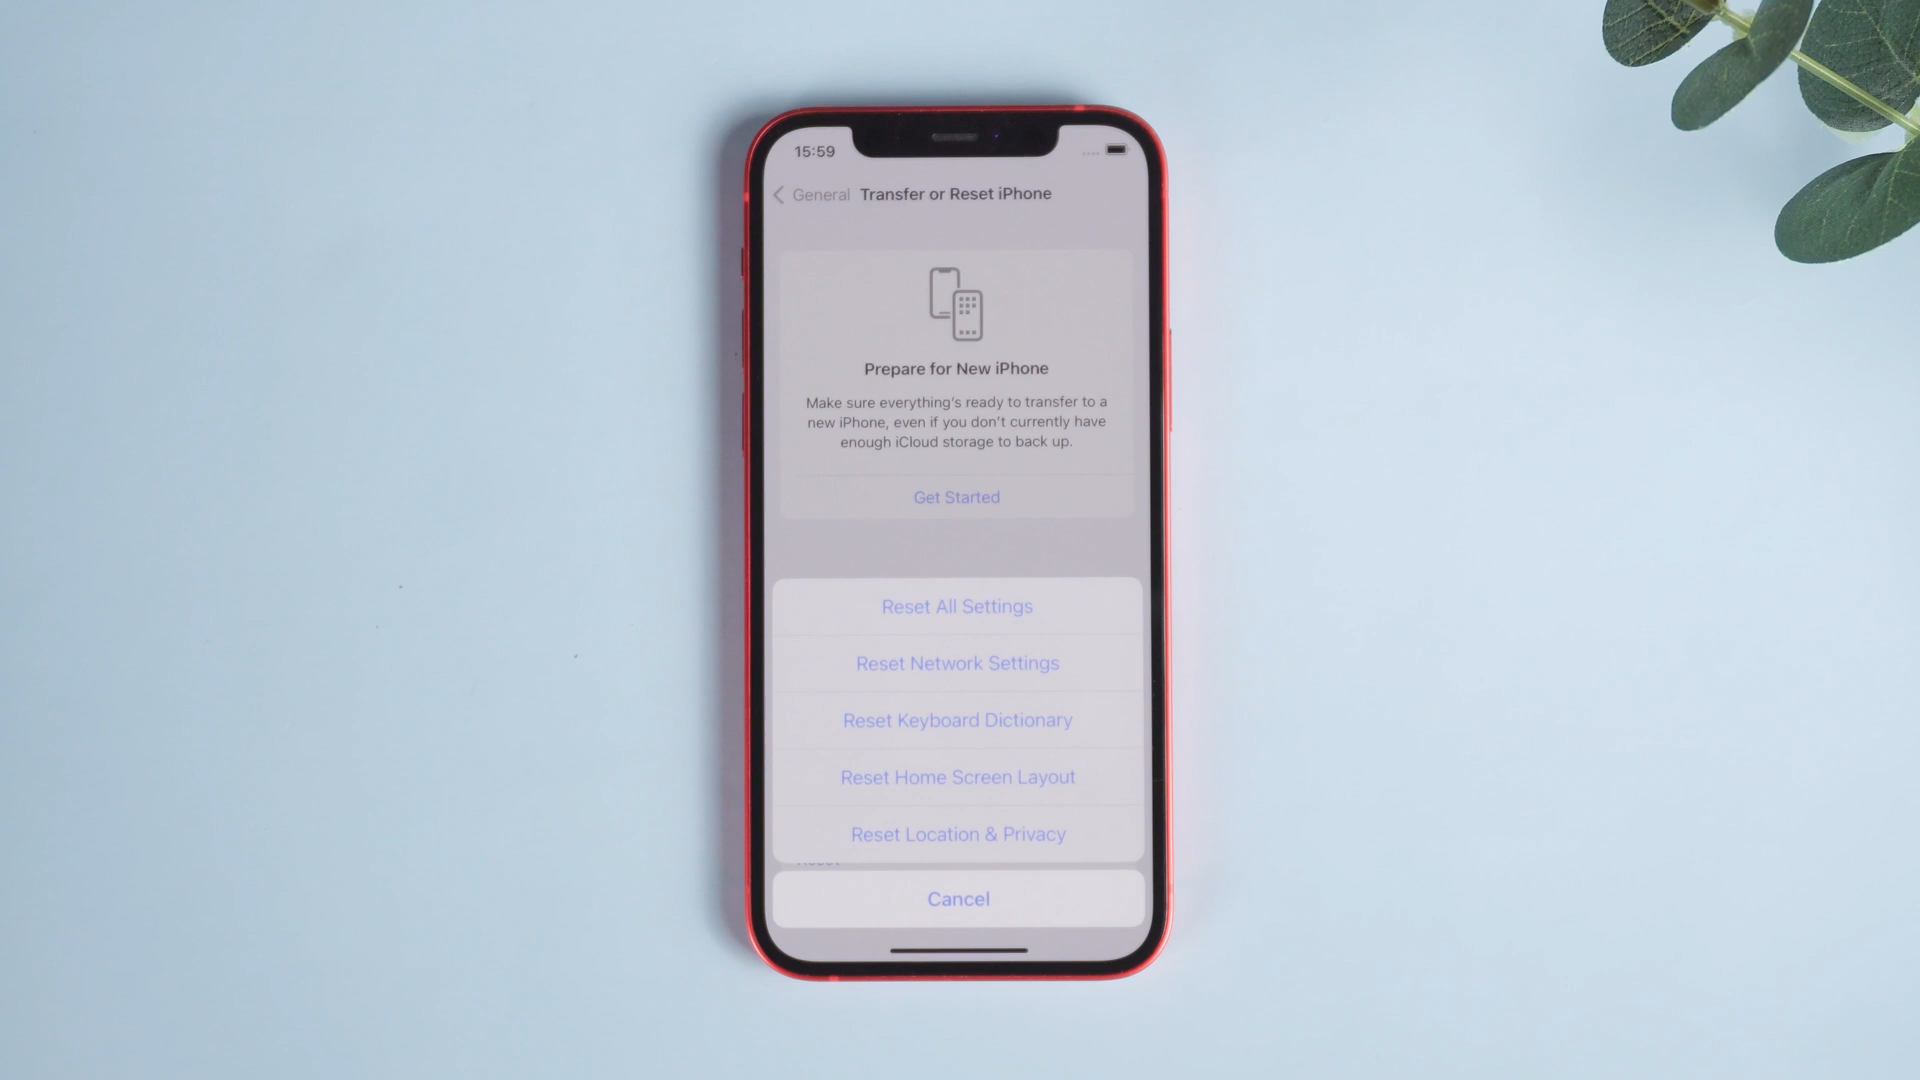 15:59
General Transfer or Reset iPhone
Prepare for New iPhone
Make sure everything's ready to transfer to a
new iPhone, even if you don't currently have
enough iCloud storage to back up.
Get Started
Reset All Settings
Reset Network Settings
Reset Keyboard Dictionary
Reset Home Screen Layout
Reset Location & Privacy
Cancel